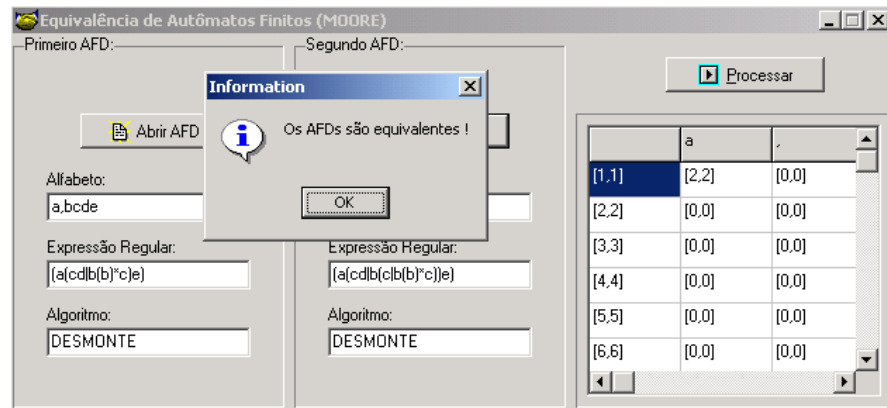 Equivalência de Autômatos Finitos (MOORE)
Primeiro AFD:
Segundo AFD:
Information
Os AFDs são equivalentes !
OK
Abrir AFD
Alfabeto:
a,bcde
Expressão Regular:
(a(cd|b(b)*c)e)
Algoritmo:
DESMONTE
Expressão Regular:
(a(cd|b(c|b(b)*c))e)
Algoritmo:
DESMONTE
Processar
a ,
[1,1] [2,2] [0,0]
[2,2] [0,0] [0,0]
[3,3] [0,0] [0,0]
[4,4] [0,0] [0,0]
[5,5] [0,0] [0,0]
[6,6] [0,0] [0,0]